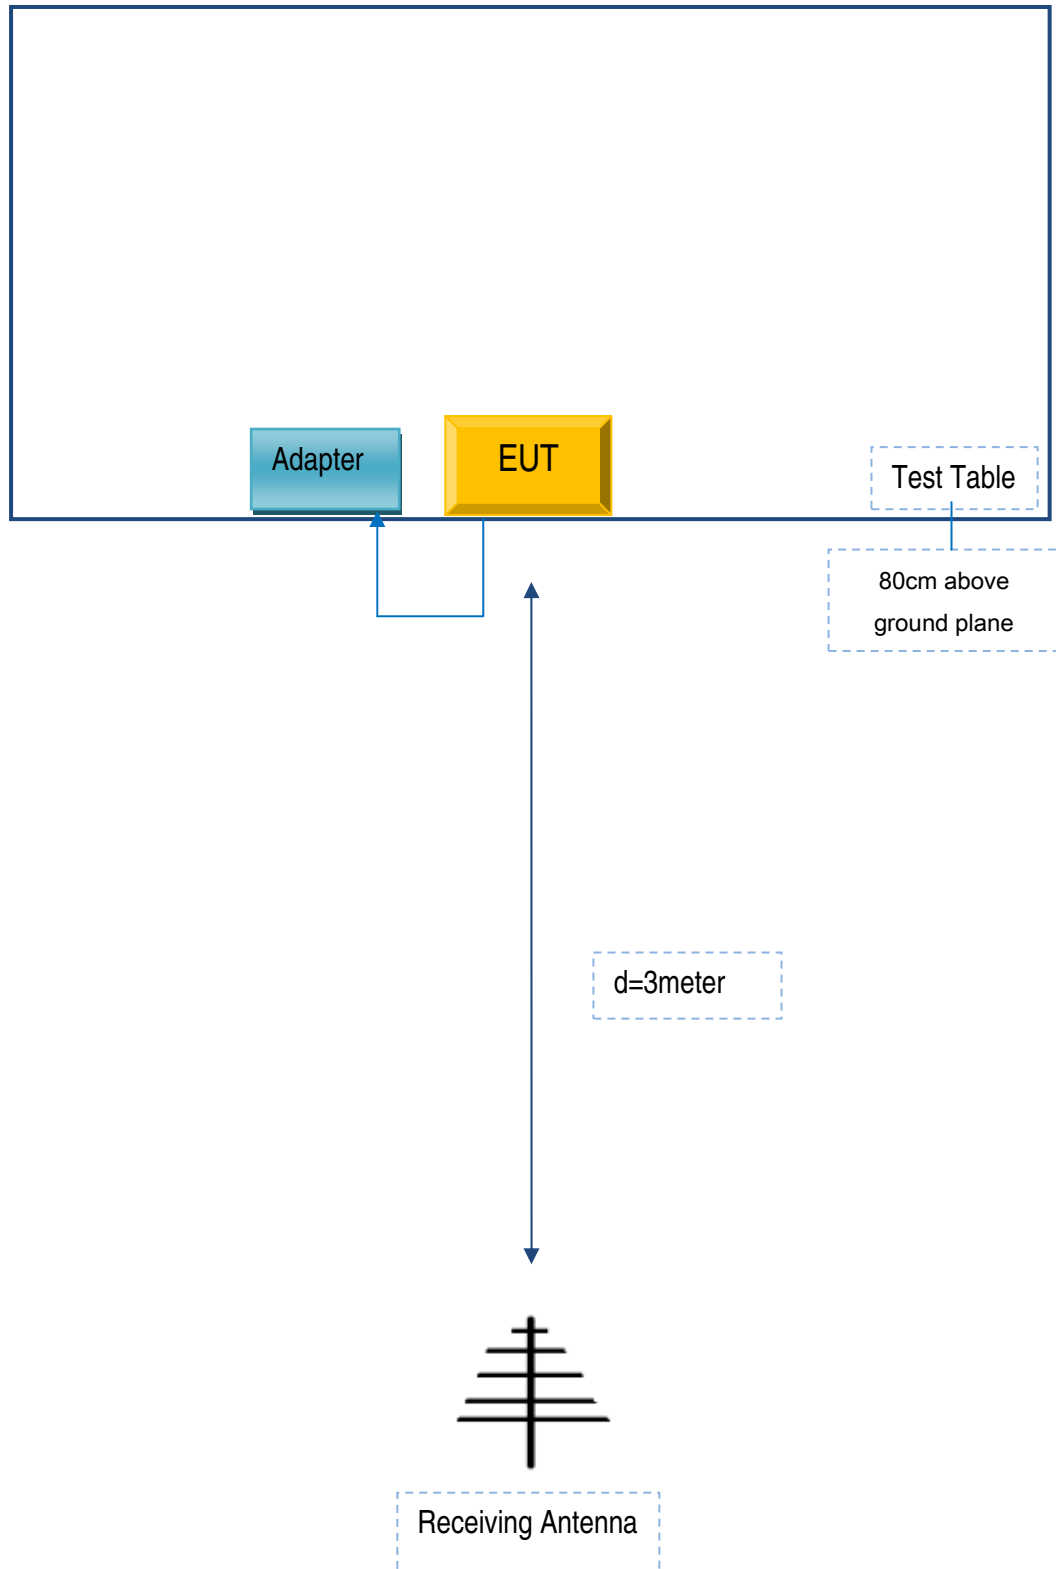 Adapter
EUT
Test Table
80cm above
ground plane
d=3meter
Receiving Antenna